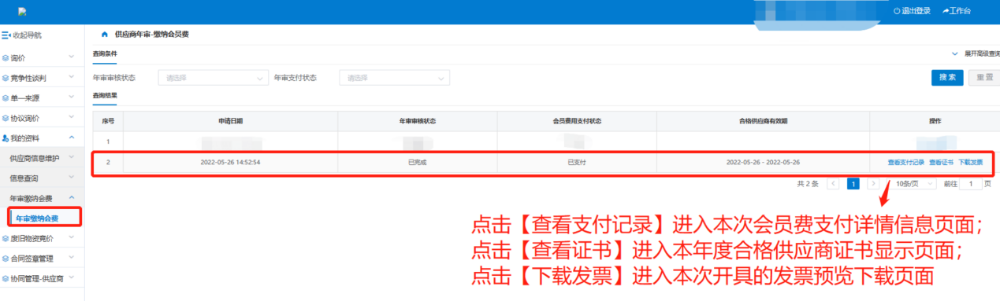 退出登录 工作台
收起导航
供应商年审-缴纳会员费
询价
查询条件
展开高级查询
竞争性谈判
年审审核状态 请选择 年审支付状态 请选择 搜索 重置
单一来源
查询结果
协议询价
序号 申请日期 年审审核状态 会员费用支付状态 合格供应商有效期 操作
我的资料
1
供应商信息维护
2 2022-05-26 14:52:54 已完成 已支付 2022-05-26 - 2022-05-26 查看支付记录 查看证书 下载发票
信息查询
共 2 条 1 10条/页 前往 1 页
年审缴纳会费
年审缴纳会费
点击【查看支付记录】进入本次会员费支付详情信息页面；
废旧物资竞价
点击【查看证书】进入本年度合格供应商证书显示页面；
合同签章管理
点击【下载发票】进入本次开具的发票预览下载页面
协同管理-供应商